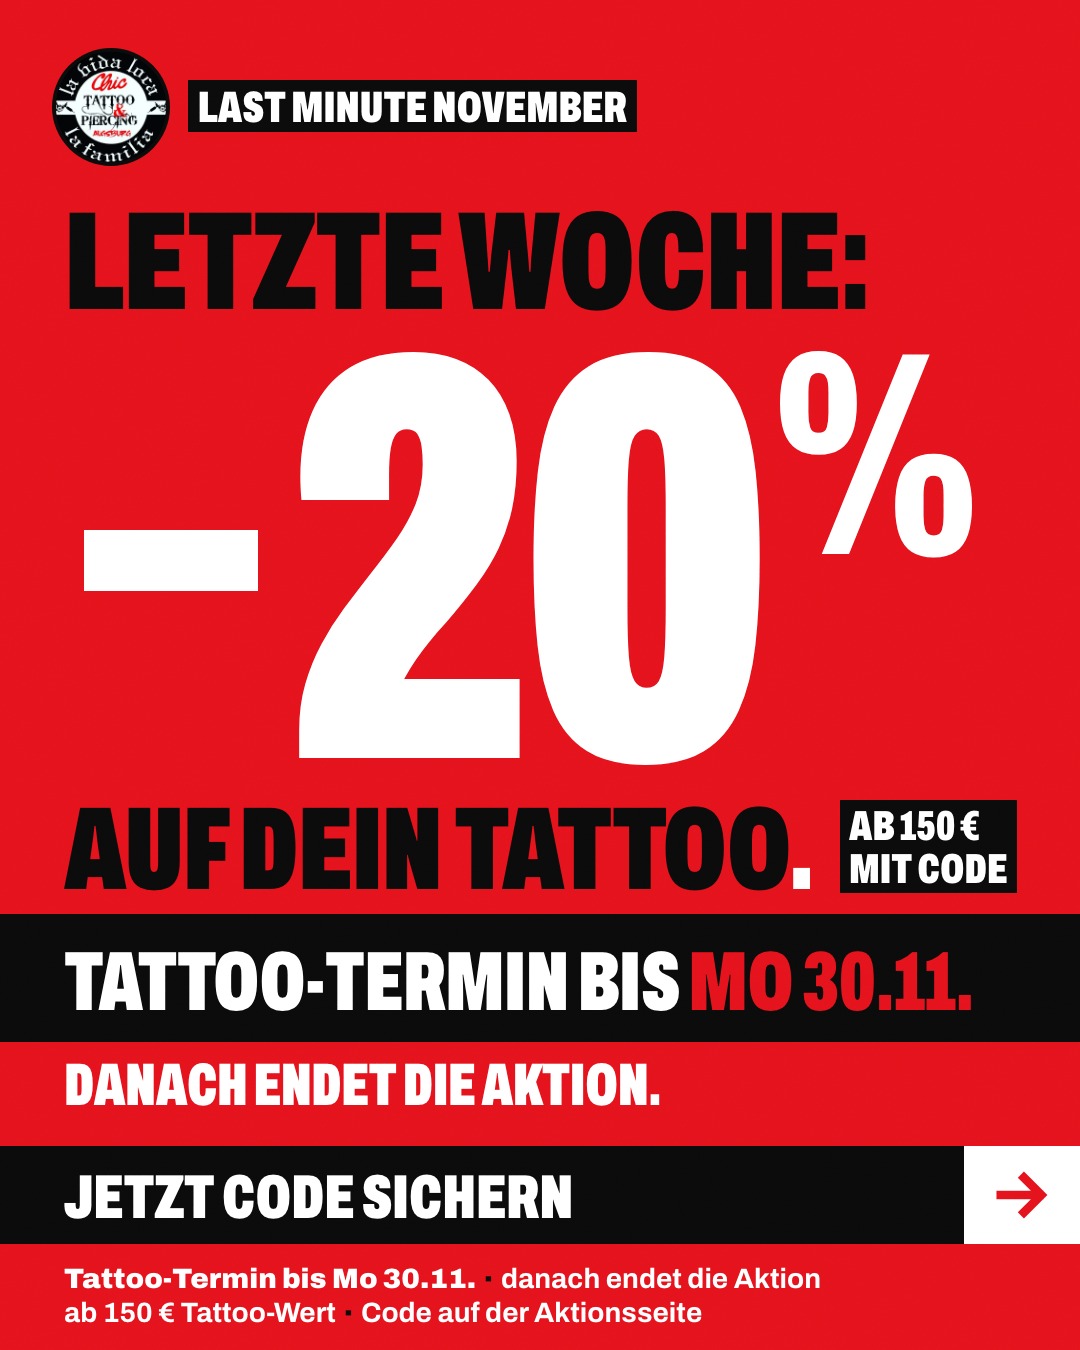 la vida loca
Chic
TATTOO
&
PIERCING
AUGSBURG
la familia
LAST MINUTE NOVEMBER
LETZTE WOCHE:
–20%
AUF DEIN TATTOO.
AB 150 €
MIT CODE
TATTOO-TERMIN BIS MO 30.11.
DANACH ENDET DIE AKTION.
JETZT CODE SICHERN
Tattoo-Termin bis Mo 30.11. · danach endet die Aktion
ab 150 € Tattoo-Wert · Code auf der Aktionsseite